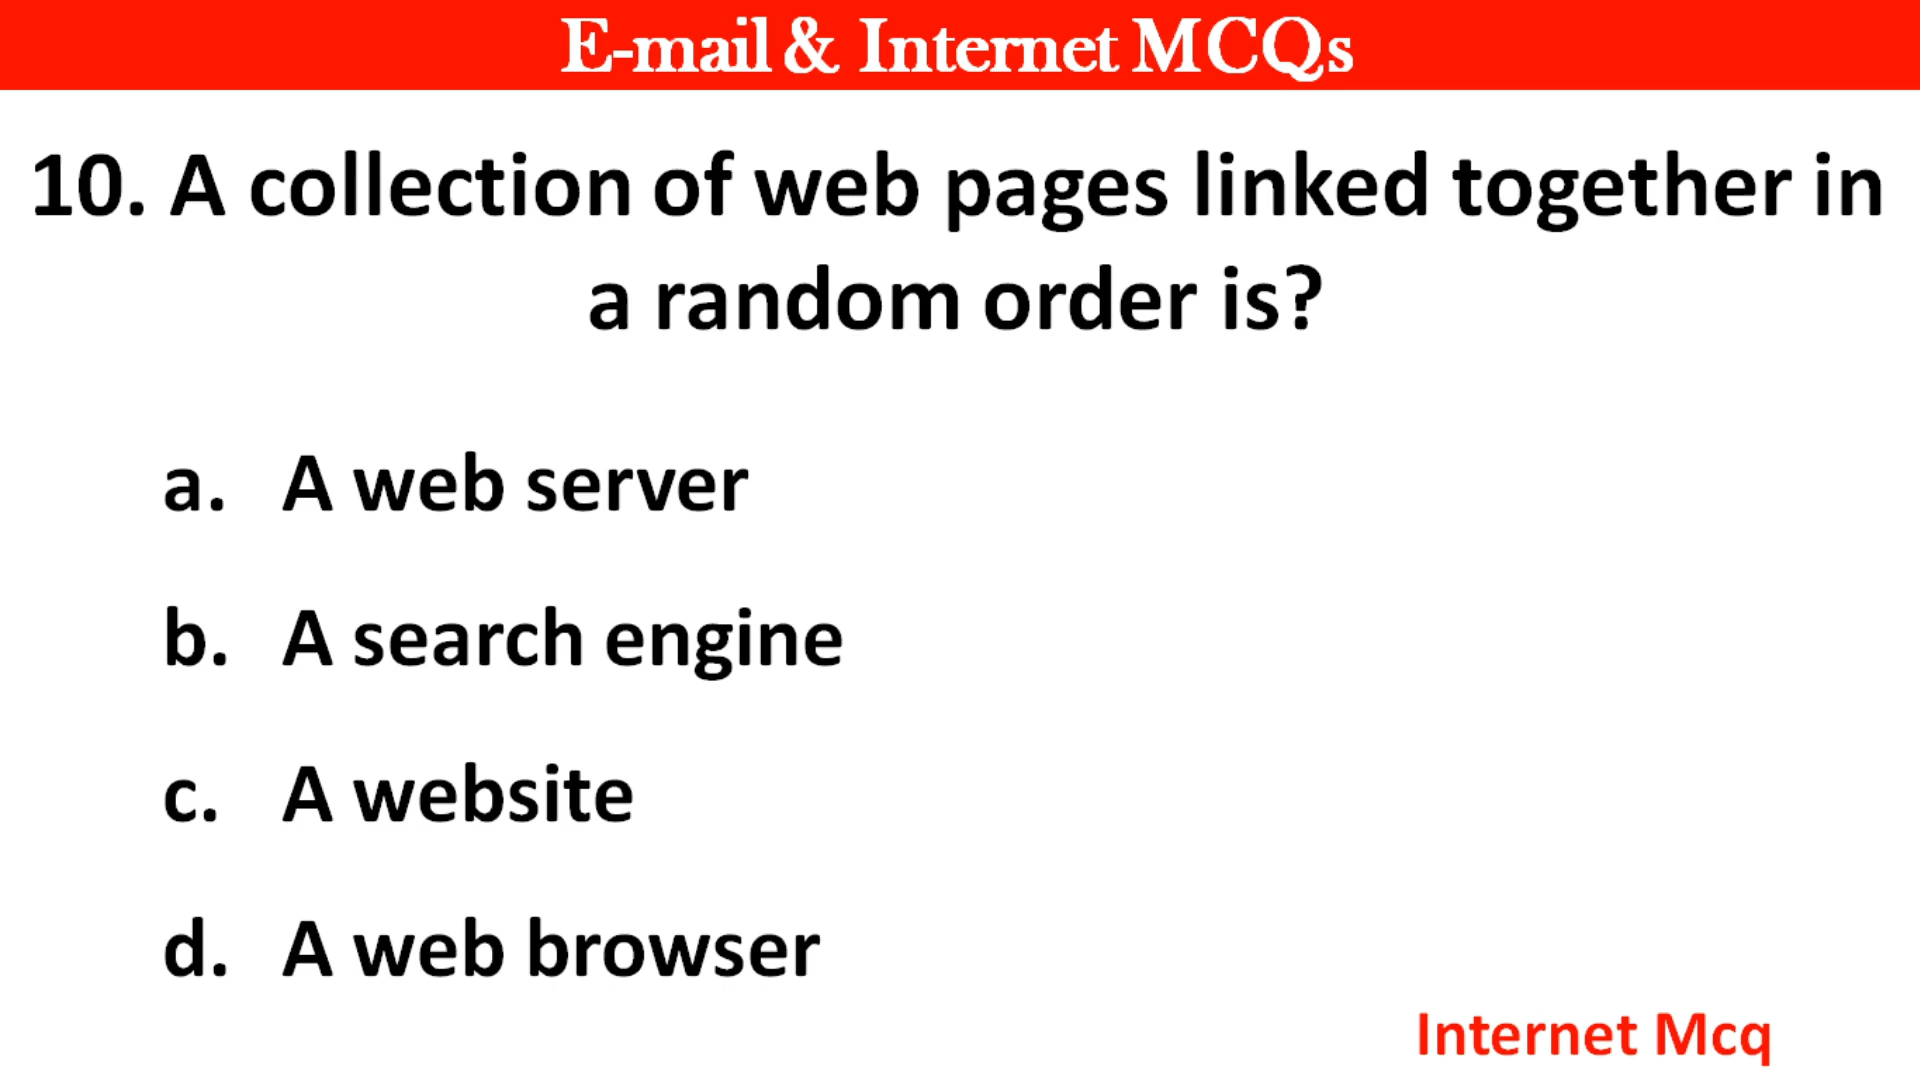 E-mail & Internet MCQs
10. A collection of web pages linked together in
a random order is?
a. A web server
b. A search engine
c. A website
d. A web browser
Internet Mcq